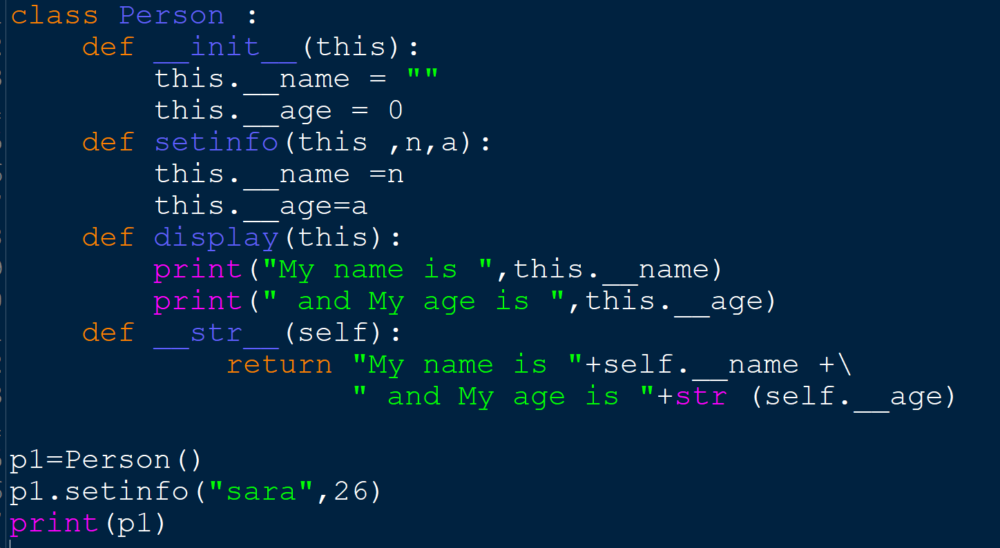 class Person :
    def __init__(this):
        this.__name = ""
        this.__age = 0
    def setinfo(this ,n,a):
        this.__name =n
        this.__age=a
    def display(this):
        print("My name is ",this.__name)
        print(" and My age is ",this.__age)
    def __str__(self):
            return "My name is "+self.__name +\
                   " and My age is "+str (self.__age)

p1=Person()
p1.setinfo("sara",26)
print(p1)